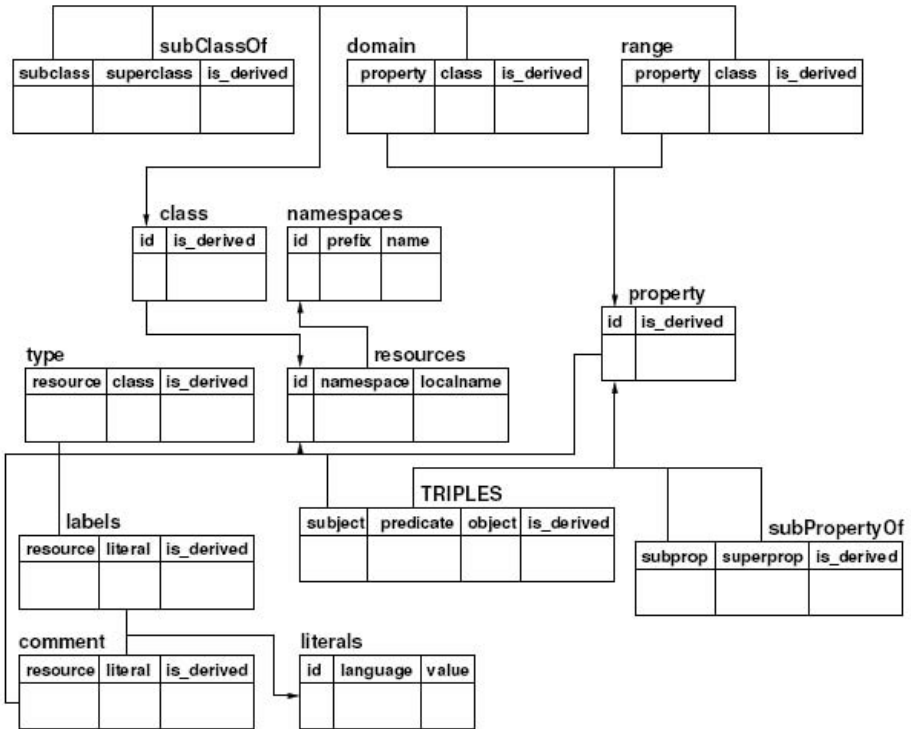 subClassOf
subclass superclass is_derived
domain
property class is_derived
range
property class is_derived
class
id is_derived
namespaces
id prefix name
property
id is_derived
type
resource class is_derived
resources
id namespace localname
TRIPLES
subject predicate object is_derived
subPropertyOf
subprop superprop is_derived
labels
resource literal is_derived
comment
resource literal is_derived
literals
id language value